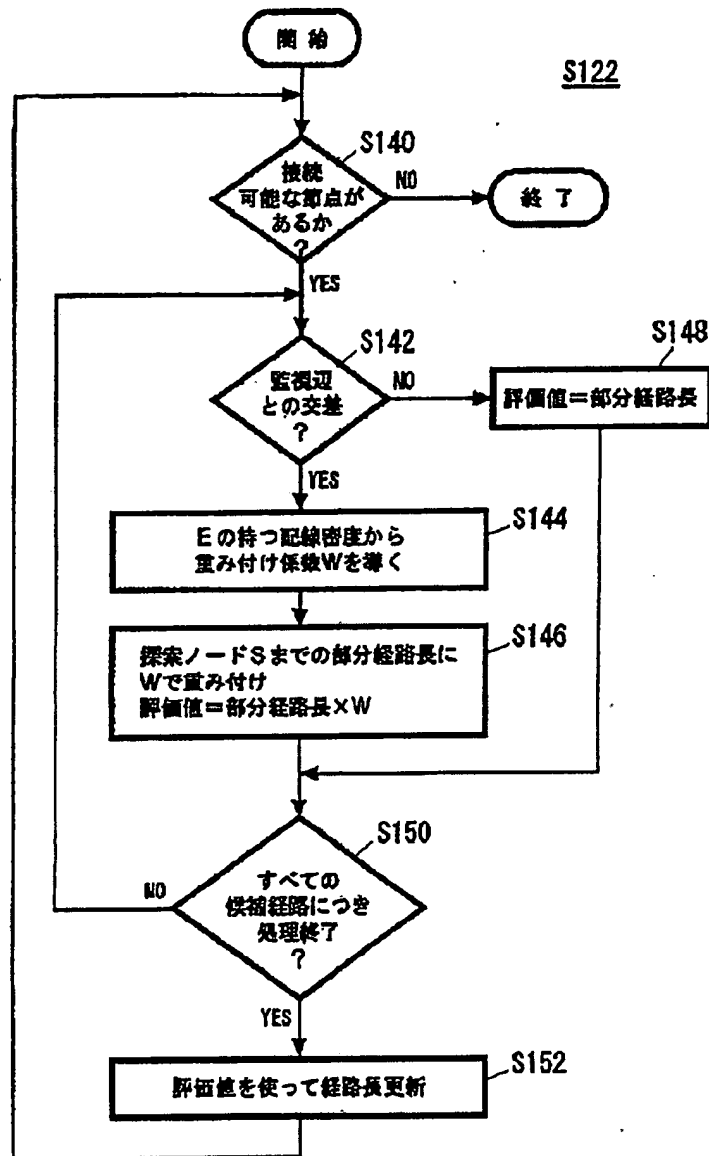 開始
S122
S140
接続
可能な節点が
あるか
?
NO
終了
YES
S142
監視辺
との交差
?
NO
S148
評価値=部分経路長
YES
S144
Eの持つ配線密度から
重み付け係数Wを導く
S146
探索ノードSまでの部分経路長に
Wで重み付け
評価値=部分経路長×W
S150
すべての
候補経路につき
処理終了
?
NO
YES
S152
評価値を使って経路長更新